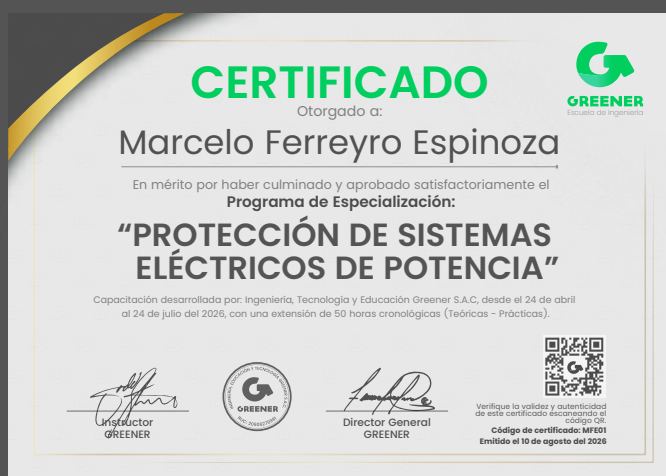 CERTIFICADO
Otorgado a:
GREENER
Escuela de Ingeniería
Marcelo Ferreyro Espinoza
En mérito por haber culminado y aprobado satisfactoriamente el
Programa de Especialización:
“PROTECCIÓN DE SISTEMAS
ELÉCTRICOS DE POTENCIA”
Capacitación desarrollada por: Ingeniería, Tecnología y Educación Greener S.A.C, desde el 24 de abril
al 24 de julio del 2026, con una extensión de 50 horas cronológicas (Teóricas - Prácticas).
Instructor
GREENER
GREENER
Director General
GREENER
Verifique la validez y autenticidad
de este certificado escaneando el
código QR.
Código de certificado: MFE01
Emitido el 10 de agosto del 2026